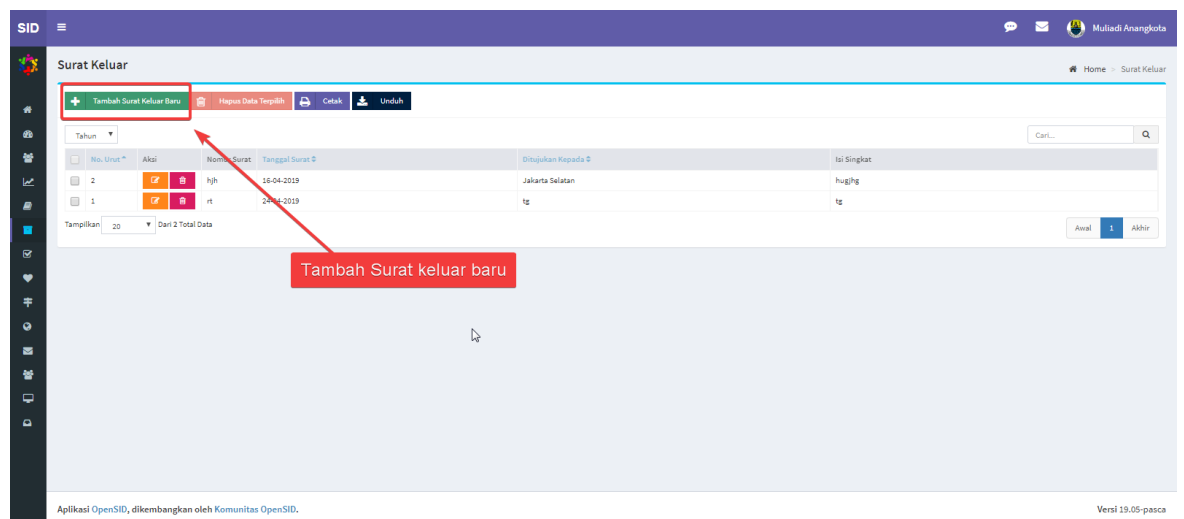 SID
Muliadi Anangkota
Surat Keluar
Home > Surat Keluar
Tambah Surat Keluar Baru Hapus Data Terpilih Cetak Unduh
Tahun Cari...
No. Urut Aksi Nomor Surat Tanggal Surat Ditujukan Kepada Isi Singkat
2 hjh 16-04-2019 Jakarta Selatan hugjhg
1 rt 24-04-2019 tg tg
Tampilkan 20 Dari 2 Total Data Awal 1 Akhir
Tambah Surat keluar baru
Aplikasi OpenSID, dikembangkan oleh Komunitas OpenSID. Versi 19.05-pasca